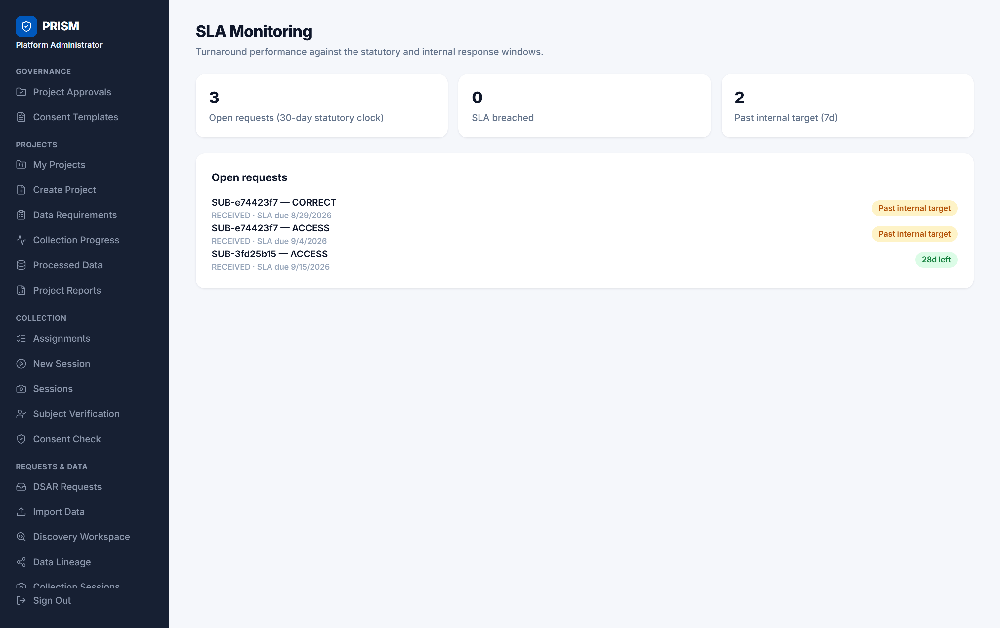 PRISM
Platform Administrator
GOVERNANCE
Project Approvals
Consent Templates
PROJECTS
My Projects
Create Project
Data Requirements
Collection Progress
Processed Data
Project Reports
COLLECTION
Assignments
New Session
Sessions
Subject Verification
Consent Check
REQUESTS & DATA
DSAR Requests
Import Data
Discovery Workspace
Data Lineage
Collection Sessions
Sign Out
SLA Monitoring
Turnaround performance against the statutory and internal response windows.
3
Open requests (30-day statutory clock)
0
SLA breached
2
Past internal target (7d)
Open requests
SUB-e74423f7 — CORRECT
RECEIVED · SLA due 8/29/2026
Past internal target
SUB-e74423f7 — ACCESS
RECEIVED · SLA due 9/4/2026
Past internal target
SUB-3fd25b15 — ACCESS
RECEIVED · SLA due 9/15/2026
28d left